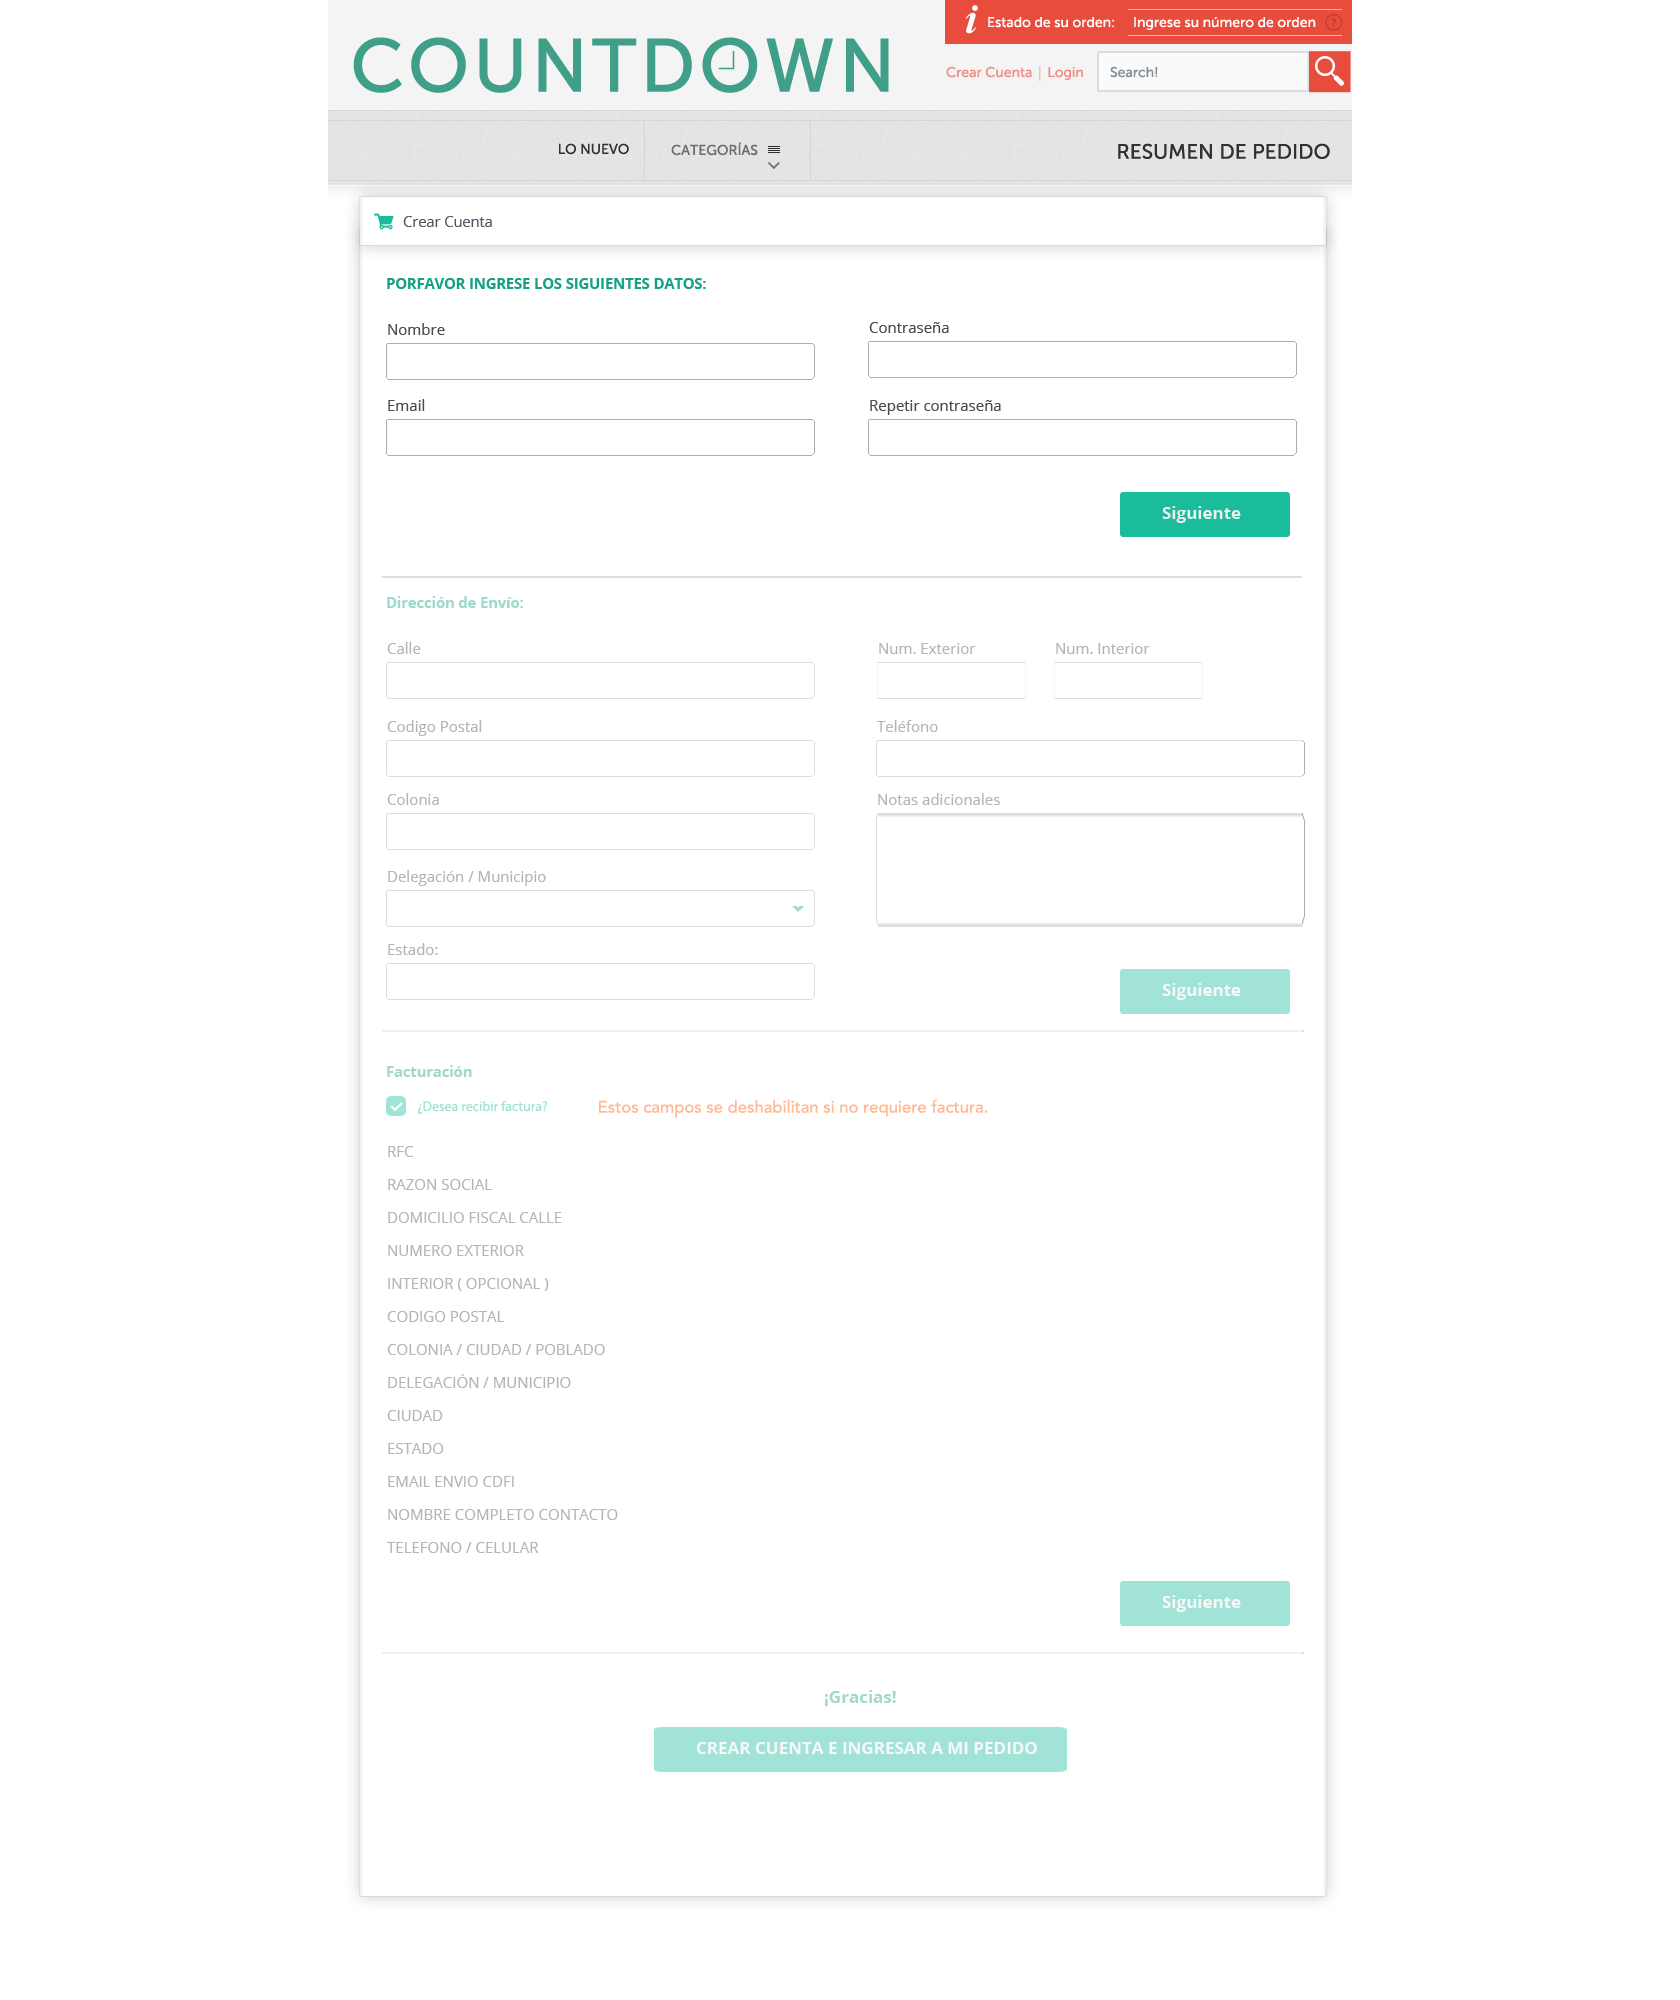 COUNTDOWN
Estado de su orden: Ingrese su número de orden ?
Crear Cuenta | Login Search!
LO NUEVO CATEGORÍAS RESUMEN DE PEDIDO
Crear Cuenta
PORFAVOR INGRESE LOS SIGUIENTES DATOS:
Nombre Contraseña
Email Repetir contraseña
Siguiente
Dirección de Envío:
Calle Num. Exterior Num. Interior
Codigo Postal Teléfono
Colonia Notas adicionales
Delegación / Municipio
Estado:
Siguiente
Facturación
¿Desea recibir factura? Estos campos se deshabilitan si no requiere factura.
RFC
RAZON SOCIAL
DOMICILIO FISCAL CALLE
NUMERO EXTERIOR
INTERIOR ( OPCIONAL )
CODIGO POSTAL
COLONIA / CIUDAD / POBLADO
DELEGACIÓN / MUNICIPIO
CIUDAD
ESTADO
EMAIL ENVIO CDFI
NOMBRE COMPLETO CONTACTO
TELEFONO / CELULAR
Siguiente
¡Gracias!
CREAR CUENTA E INGRESAR A MI PEDIDO